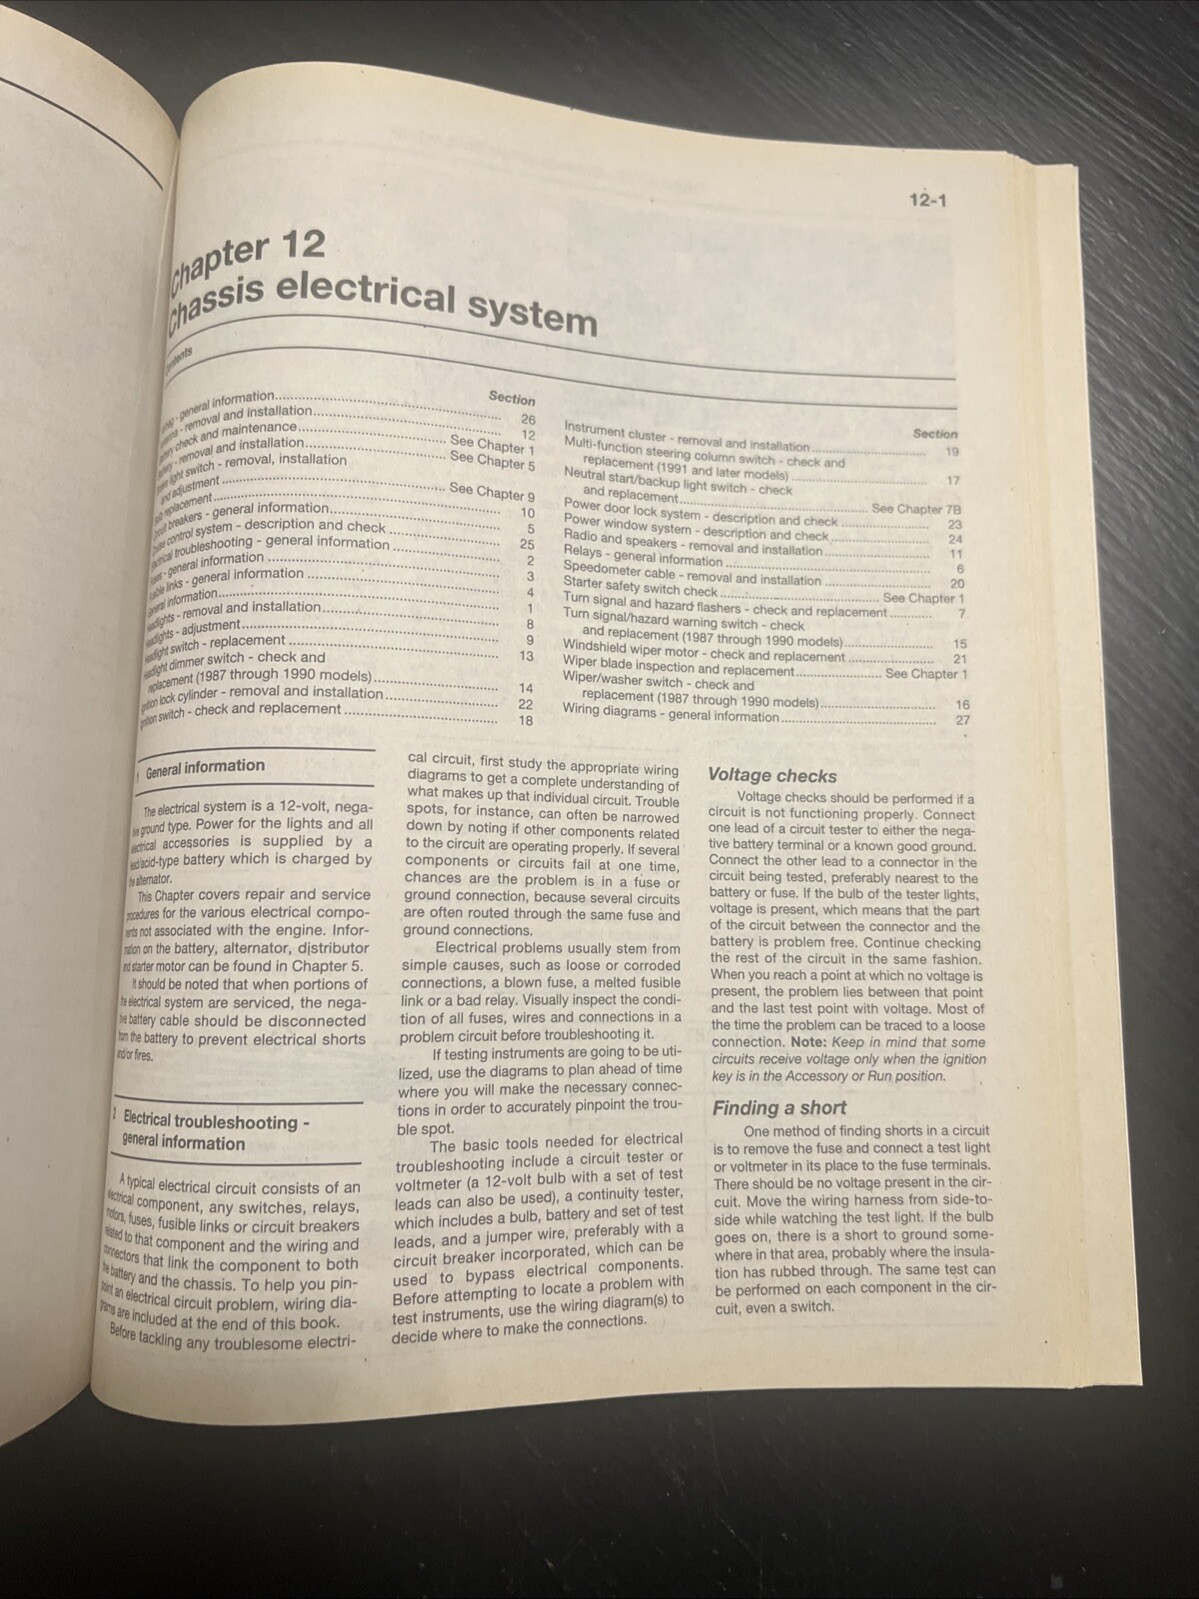 12-1
Chapter 12
Chassis electrical system
Contents
Section
- general information 26
- removal and installation 12
check and maintenance See Chapter 1
- removal and installation See Chapter 5
light switch - removal, installation
and adjustment See Chapter 9
replacement 10
breakers - general information 5
control system - description and check 25
Electrical troubleshooting - general information 2
- general information 3
links - general information 4
General information 1
Headlights - removal and installation 8
Headlights - adjustment 9
Headlight switch - replacement 13
Headlight dimmer switch - check and
replacement (1987 through 1990 models) 14
Ignition lock cylinder - removal and installation 22
Ignition switch - check and replacement 18
Section
Instrument cluster - removal and installation 19
Multi-function steering column switch - check and
replacement (1991 and later models) 17
Neutral start/backup light switch - check
and replacement See Chapter 7B
Power door lock system - description and check 23
Power window system - description and check 24
Radio and speakers - removal and installation 11
Relays - general information 6
Speedometer cable - removal and installation 20
Starter safety switch check See Chapter 1
Turn signal and hazard flashers - check and replacement 7
Turn signal/hazard warning switch - check
and replacement (1987 through 1990 models) 15
Windshield wiper motor - check and replacement 21
Wiper blade inspection and replacement See Chapter 1
Wiper/washer switch - check and
replacement (1987 through 1990 models) 16
Wiring diagrams - general information 27
1 General information
The electrical system is a 12-volt, nega-
tive ground type. Power for the lights and all
electrical accessories is supplied by a
lead/acid-type battery which is charged by
the alternator.
This Chapter covers repair and service
procedures for the various electrical compo-
nents not associated with the engine. Infor-
mation on the battery, alternator, distributor
and starter motor can be found in Chapter 5.
It should be noted that when portions of
the electrical system are serviced, the nega-
tive battery cable should be disconnected
from the battery to prevent electrical shorts
and/or fires.
2 Electrical troubleshooting -
general information
A typical electrical circuit consists of an
electrical component, any switches, relays,
motors, fuses, fusible links or circuit breakers
related to that component and the wiring and
connectors that link the component to both
the battery and the chassis. To help you pin-
point an electrical circuit problem, wiring dia-
grams are included at the end of this book.
Before tackling any troublesome electri-
cal circuit, first study the appropriate wiring
diagrams to get a complete understanding of
what makes up that individual circuit. Trouble
spots, for instance, can often be narrowed
down by noting if other components related
to the circuit are operating properly. If several
components or circuits fail at one time,
chances are the problem is in a fuse or
ground connection, because several circuits
are often routed through the same fuse and
ground connections.
Electrical problems usually stem from
simple causes, such as loose or corroded
connections, a blown fuse, a melted fusible
link or a bad relay. Visually inspect the condi-
tion of all fuses, wires and connections in a
problem circuit before troubleshooting it.
If testing instruments are going to be uti-
lized, use the diagrams to plan ahead of time
where you will make the necessary connec-
tions in order to accurately pinpoint the trou-
ble spot.
The basic tools needed for electrical
troubleshooting include a circuit tester or
voltmeter (a 12-volt bulb with a set of test
leads can also be used), a continuity tester,
which includes a bulb, battery and set of test
leads, and a jumper wire, preferably with a
circuit breaker incorporated, which can be
used to bypass electrical components.
Before attempting to locate a problem with
test instruments, use the wiring diagram(s) to
decide where to make the connections.
Voltage checks
Voltage checks should be performed if a
circuit is not functioning properly. Connect
one lead of a circuit tester to either the nega-
tive battery terminal or a known good ground.
Connect the other lead to a connector in the
circuit being tested, preferably nearest to the
battery or fuse. If the bulb of the tester lights,
voltage is present, which means that the part
of the circuit between the connector and the
battery is problem free. Continue checking
the rest of the circuit in the same fashion.
When you reach a point at which no voltage is
present, the problem lies between that point
and the last test point with voltage. Most of
the time the problem can be traced to a loose
connection. Note: Keep in mind that some
circuits receive voltage only when the ignition
key is in the Accessory or Run position.
Finding a short
One method of finding shorts in a circuit
is to remove the fuse and connect a test light
or voltmeter in its place to the fuse terminals.
There should be no voltage present in the cir-
cuit. Move the wiring harness from side-to-
side while watching the test light. If the bulb
goes on, there is a short to ground some-
where in that area, probably where the insula-
tion has rubbed through. The same test can
be performed on each component in the cir-
cuit, even a switch.